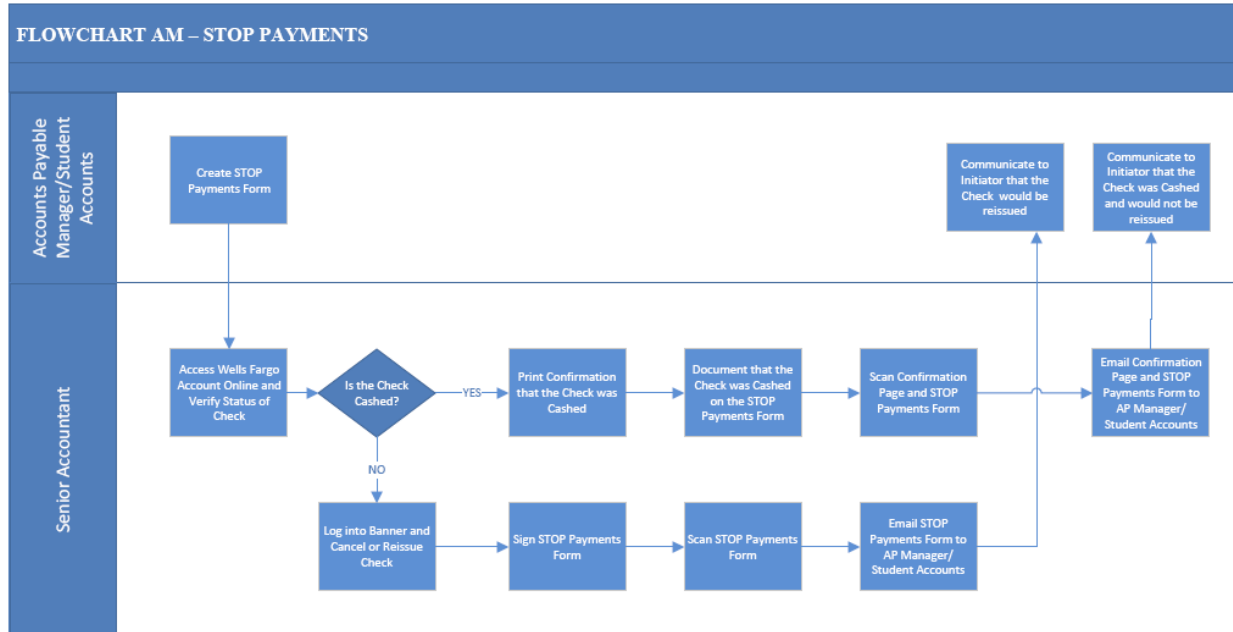 FLOWCHART AM – STOP PAYMENTS
Accounts Payable
Manager/Student
Accounts
Create STOP
Payments Form
Communicate to
Initiator that the
Check would be
reissued
Communicate to
Initiator that the
Check was Cashed
and would not be
reissued
Senior Accountant
Access Wells Fargo
Account Online and
Verify Status of
Check
Is the Check
Cashed?
YES
Print Confirmation
that the Check was
Cashed
Document that the
Check was Cashed
on the STOP
Payments Form
Scan Confirmation
Page and STOP
Payments Form
Email Confirmation
Page and STOP
Payments Form to
AP Manager/
Student Accounts
NO
Log into Banner and
Cancel or Reissue
Check
Sign STOP Payments
Form
Scan STOP Payments
Form
Email STOP
Payments Form to
AP Manager/
Student Accounts